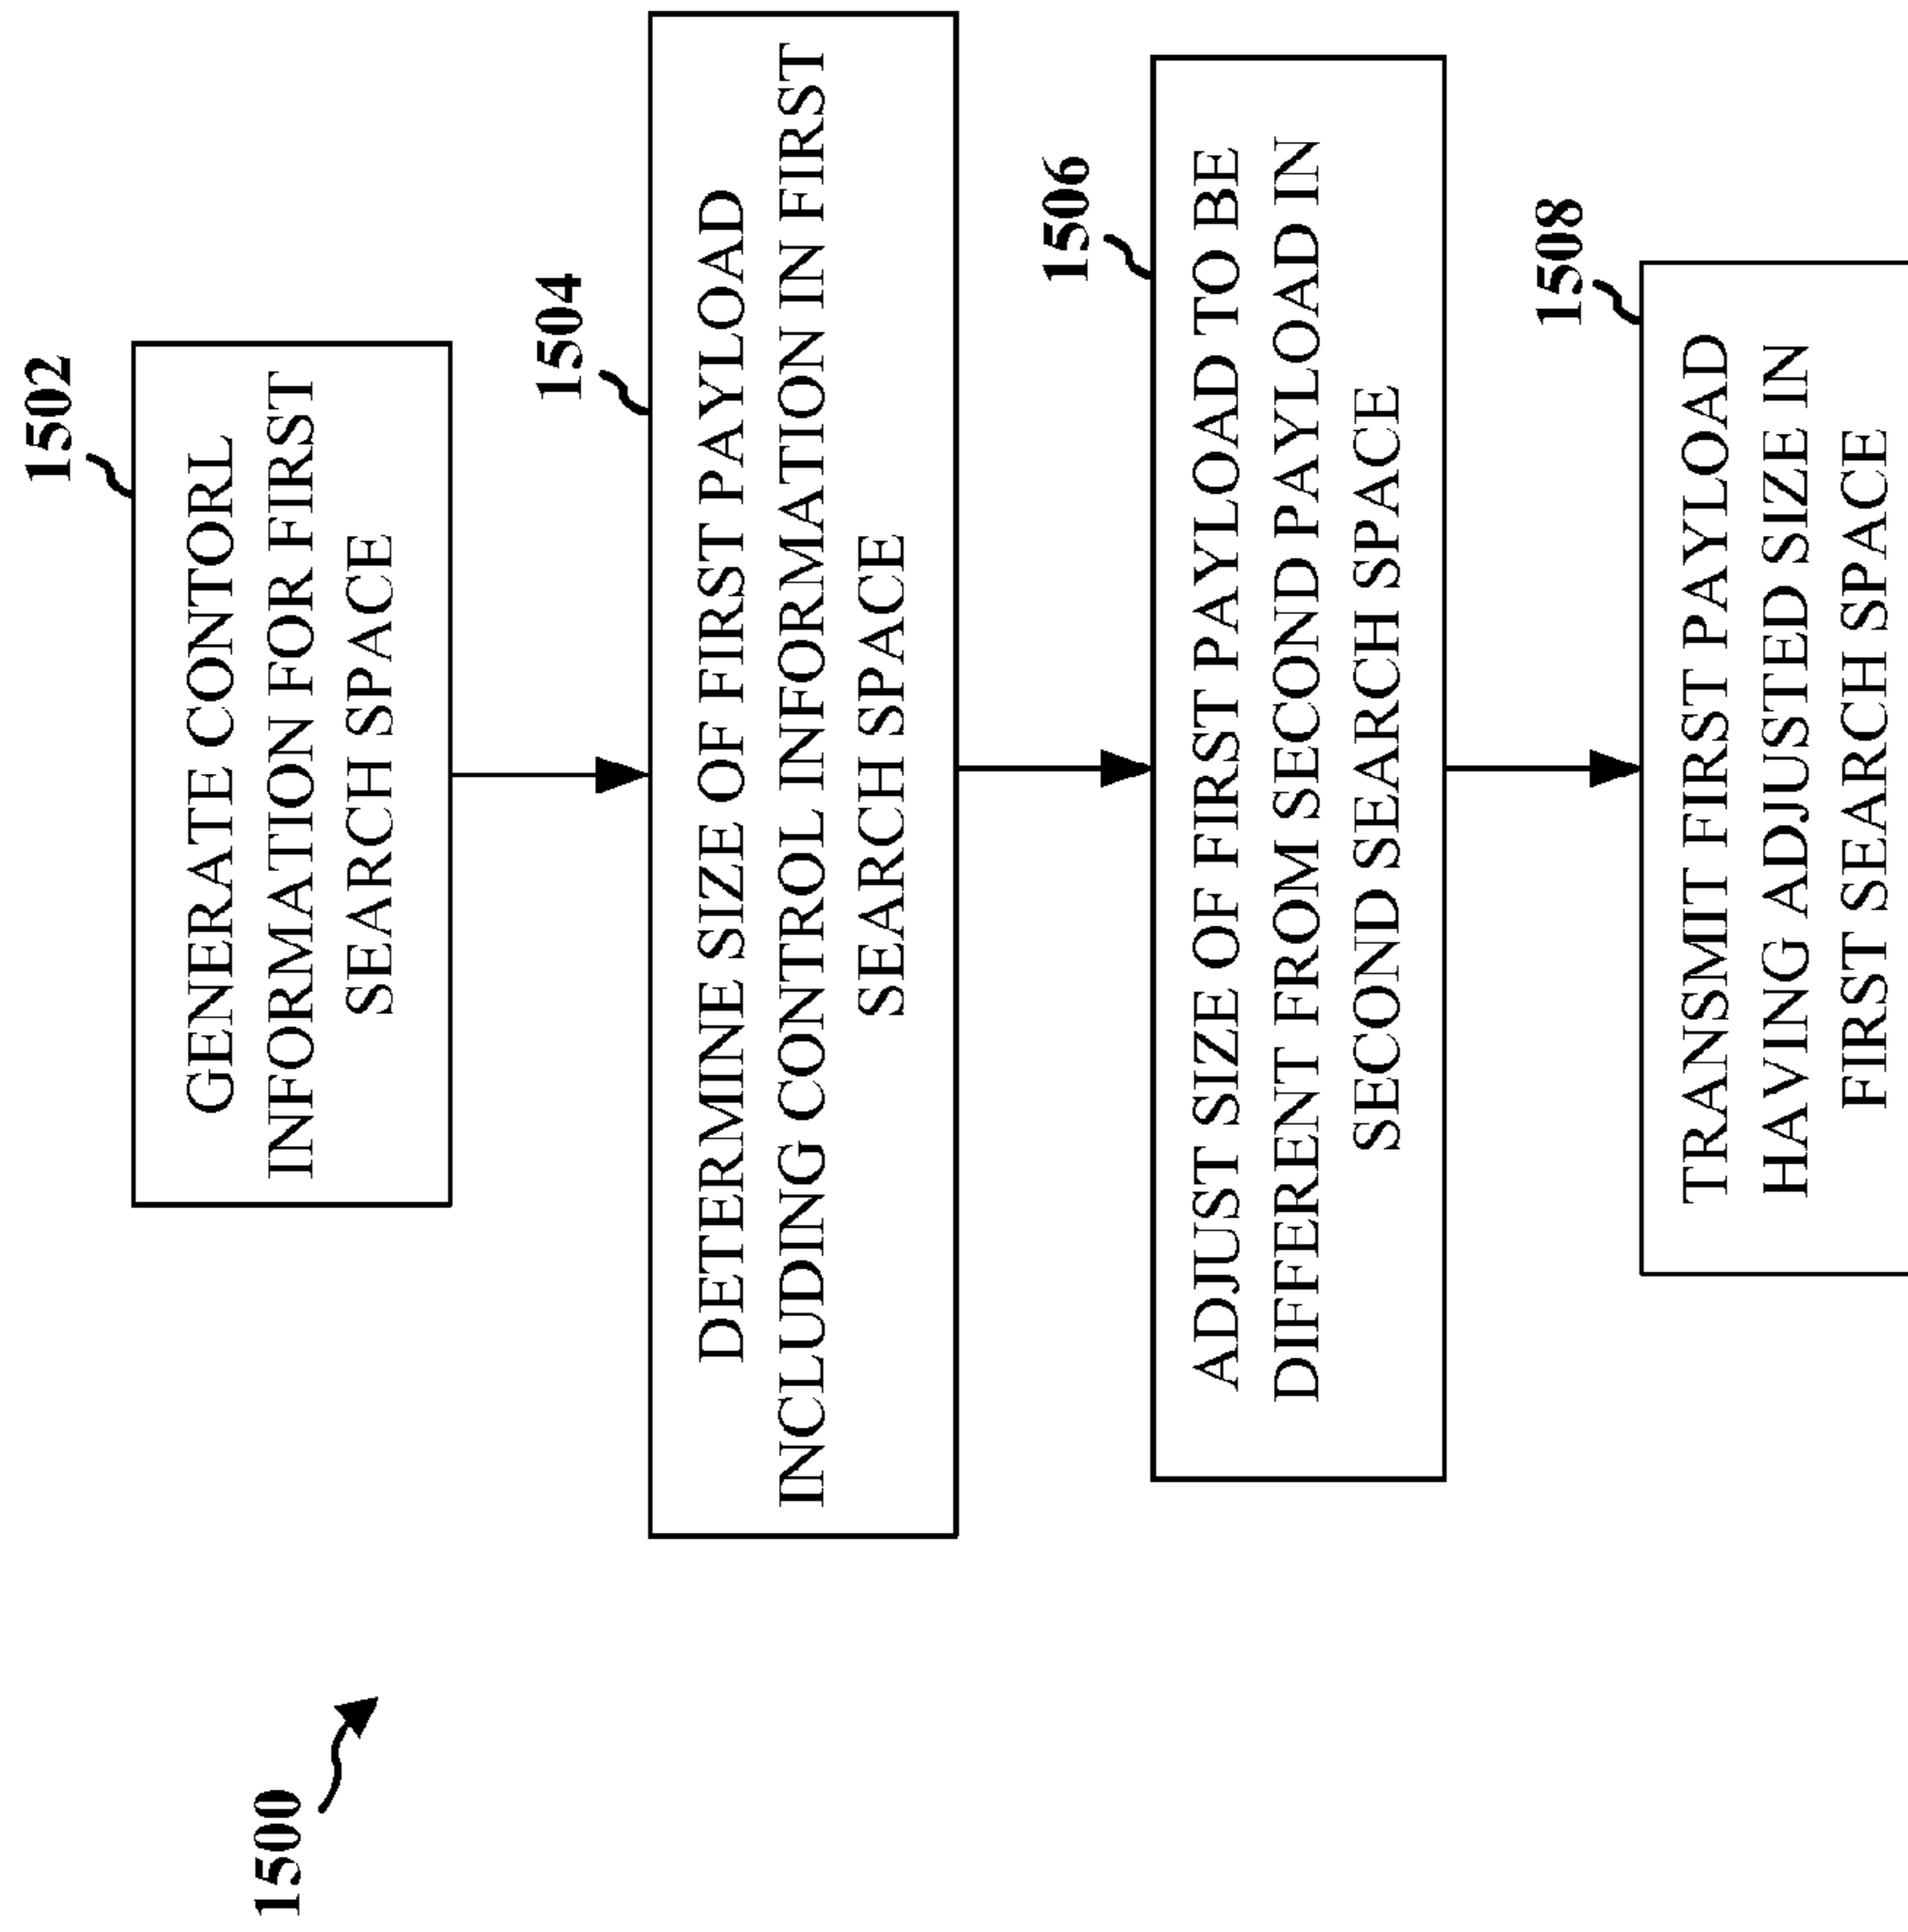 1500
1502
GENERATE CONTORL
INFORMATION FOR FIRST
SEARCH SPACE
1504
DETERMINE SIZE OF FIRST PAYLOAD
INCLUDING CONTROL INFORMATION IN FIRST
SEARCH SPACE
1506
ADJUST SIZE OF FIRST PAYLOAD TO BE
DIFFERENT FROM SECOND PAYLOAD IN
SECOND SEARCH SPACE
1508
TRANSMIT FIRST PAYLOAD
HAVING ADJUSTED SIZE IN
FIRST SEARCH SPACE